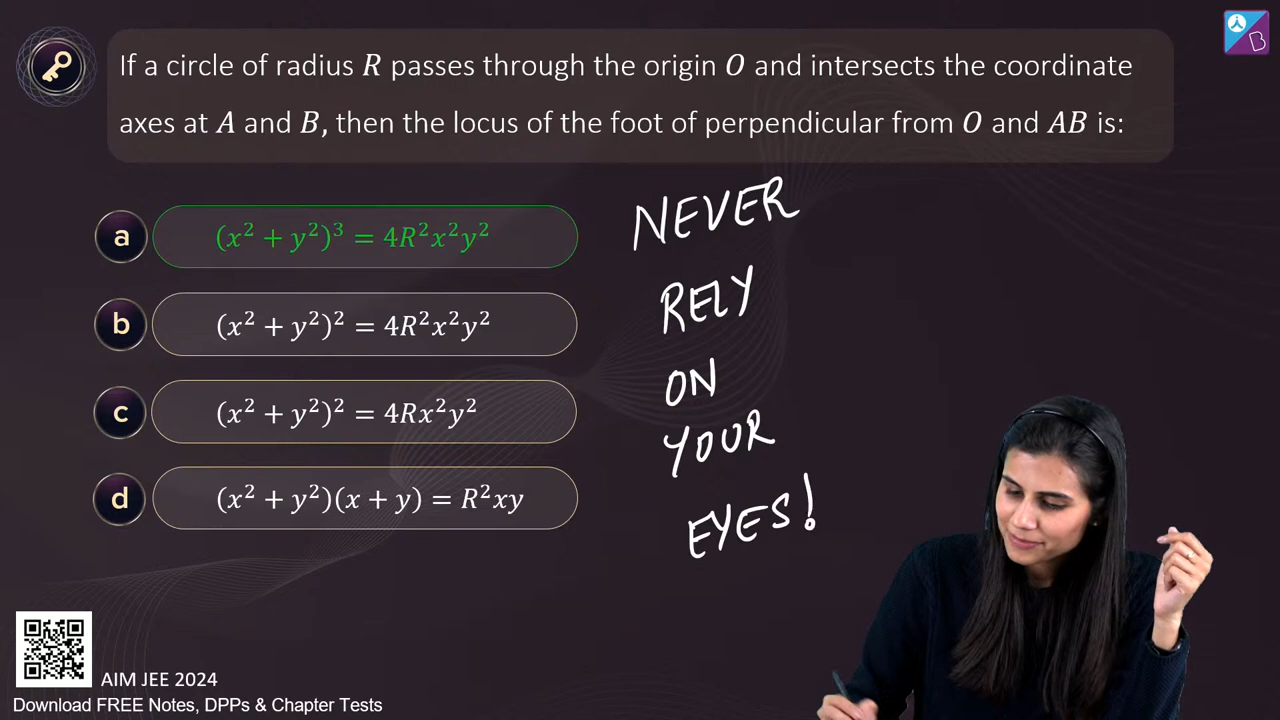 If a circle of radius R passes through the origin O and intersects the coordinate
axes at A and B, then the locus of the foot of perpendicular from O and AB is:
a (x² + y²)³ = 4R²x²y²
b (x² + y²)² = 4R²x²y²
c (x² + y²)² = 4Rx²y²
d (x² + y²)(x + y) = R²xy
NEVER
RELY
ON
YOUR
EYES!
AIM JEE 2024
Download FREE Notes, DPPs & Chapter Tests
B